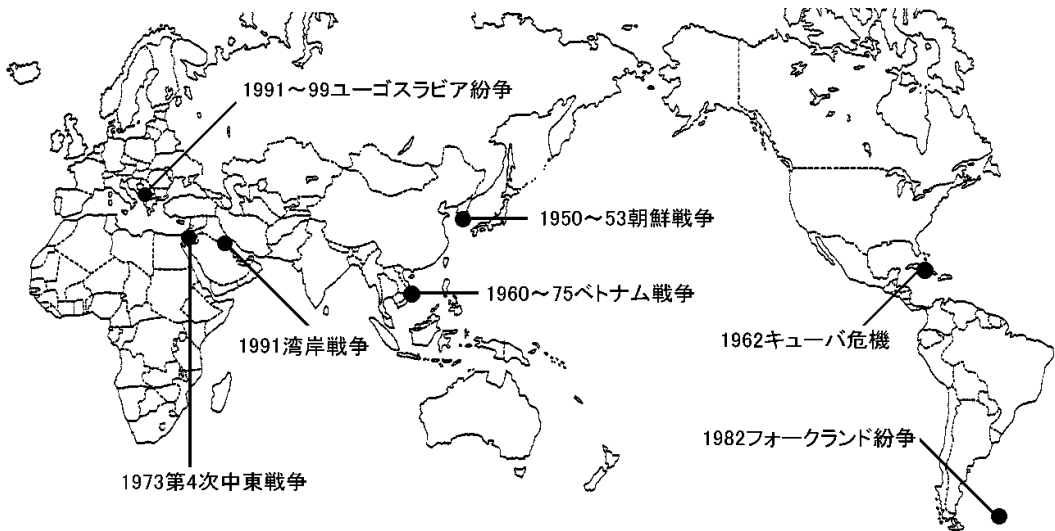 1991～99ユーゴスラビア紛争
1950～53朝鮮戦争
1960～75ベトナム戦争
1991湾岸戦争
1962キューバ危機
1982フォークランド紛争
1973第4次中東戦争